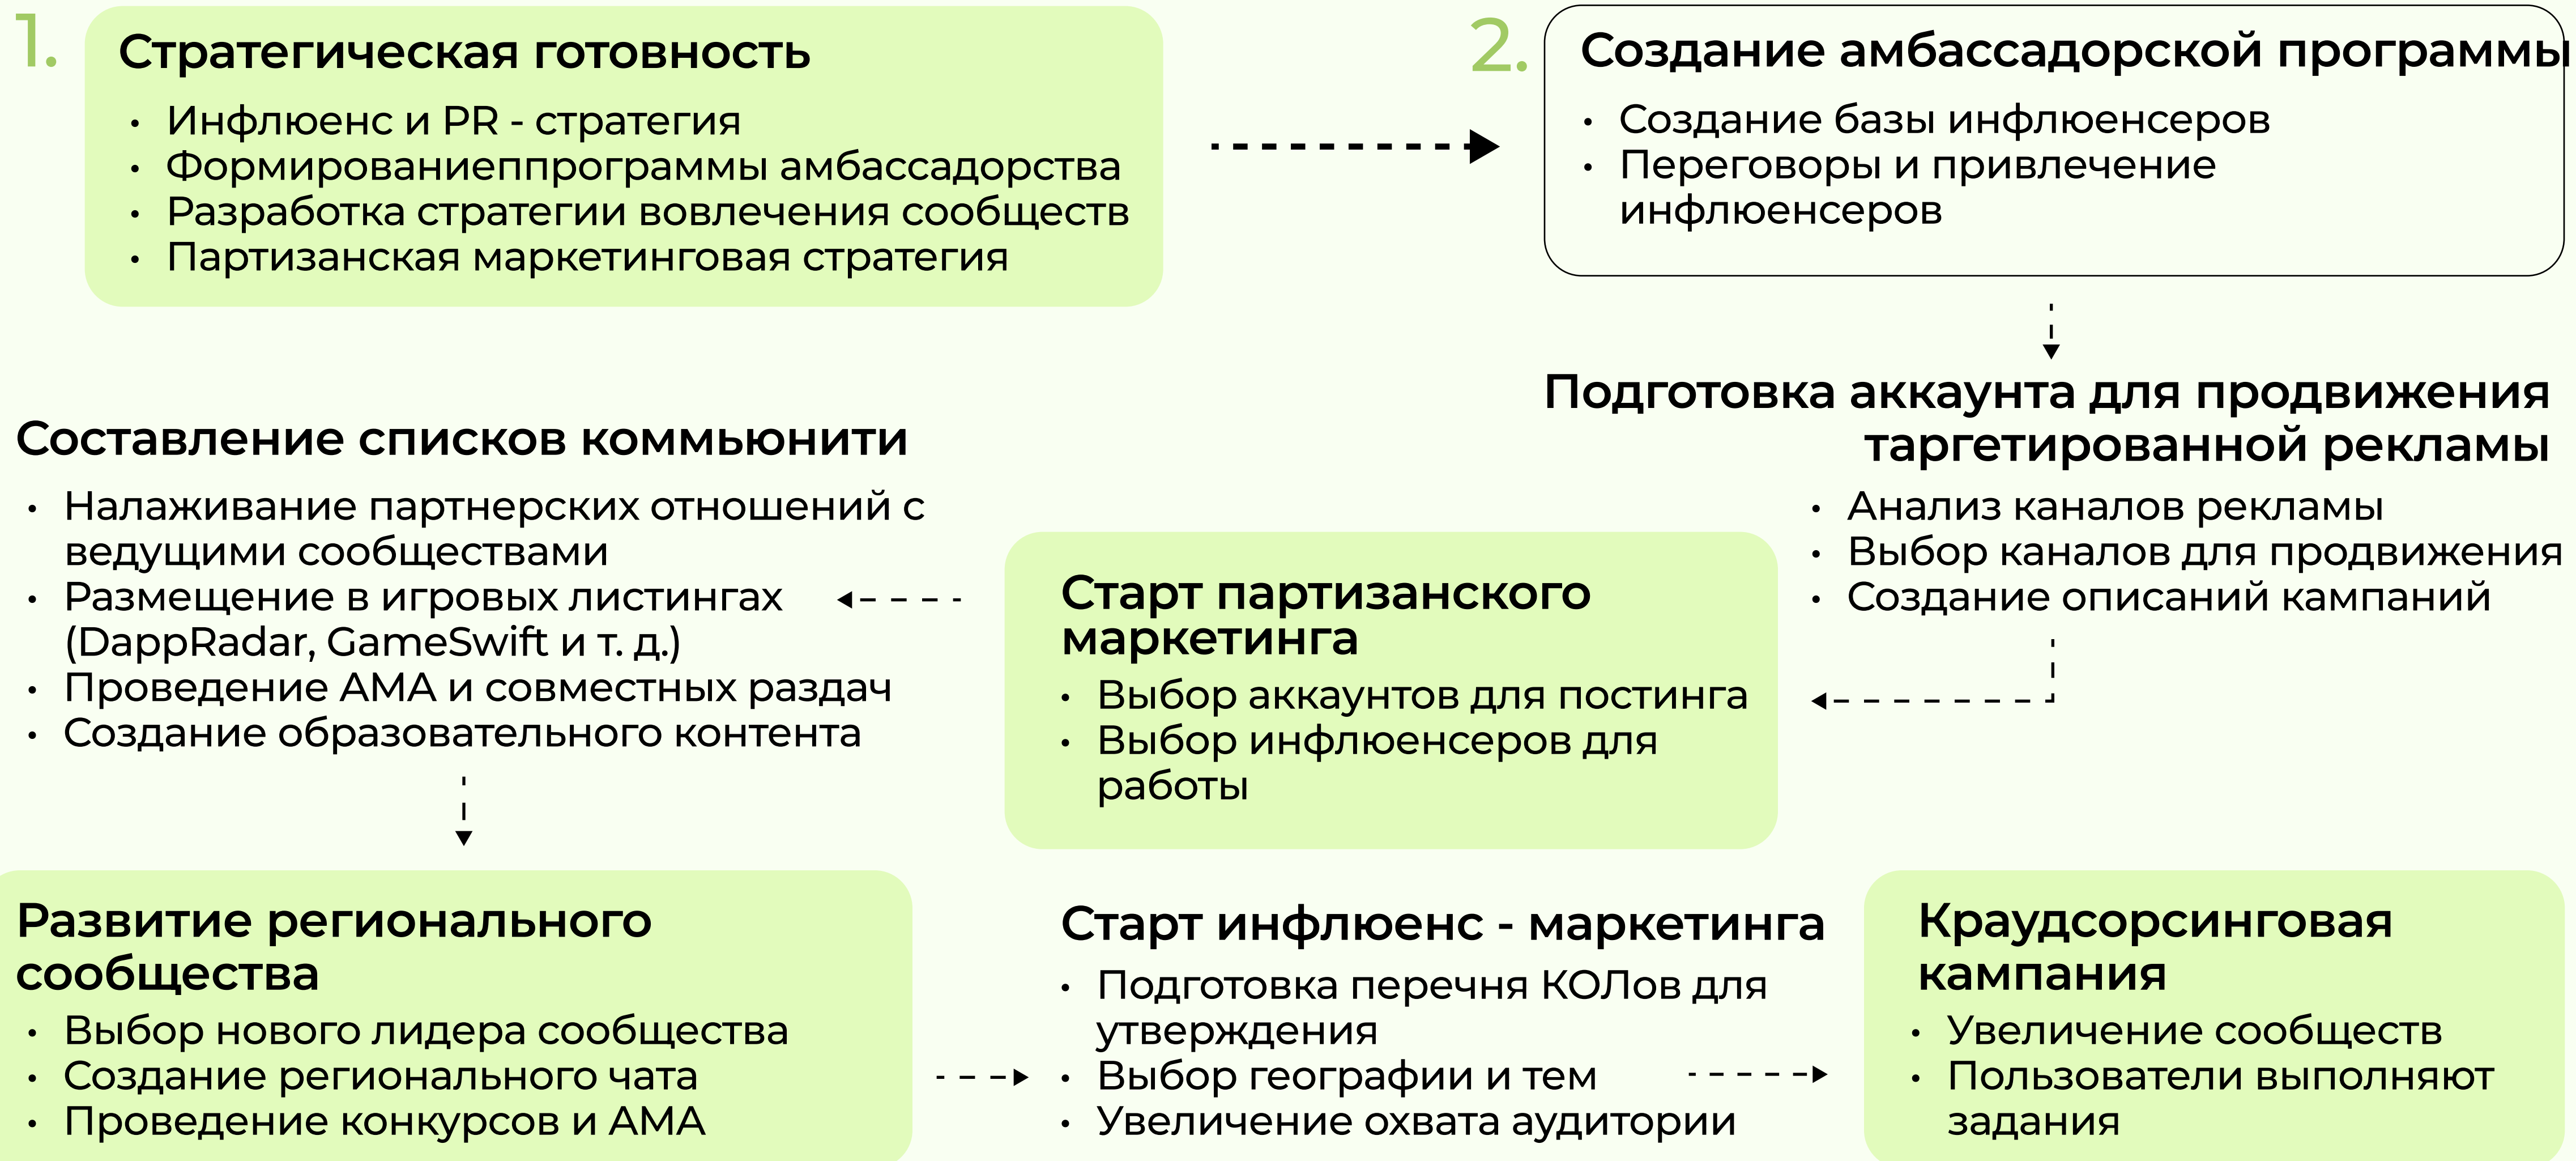 1.
Стратегическая готовность
• Инфлюенс и PR - стратегия
• Формированиеппрограммы амбассадорства
• Разработка стратегии вовлечения сообществ
• Партизанская маркетинговая стратегия
2.
Создание амбассадорской программы
• Создание базы инфлюенсеров
• Переговоры и привлечение
инфлюенсеров
Подготовка аккаунта для продвижения
таргетированной рекламы
• Анализ каналов рекламы
• Выбор каналов для продвижения
• Создание описаний кампаний
Старт партизанского
маркетинга
• Выбор аккаунтов для постинга
• Выбор инфлюенсеров для
работы
Составление списков коммьюнити
• Налаживание партнерских отношений с
ведущими сообществами
• Размещение в игровых листингах
(DappRadar, GameSwift и т. д.)
• Проведение АМА и совместных раздач
• Создание образовательного контента
Развитие регионального
сообщества
• Выбор нового лидера сообщества
• Создание регионального чата
• Проведение конкурсов и АМА
Старт инфлюенс - маркетинга
• Подготовка перечня КОЛов для
утверждения
• Выбор географии и тем
• Увеличение охвата аудитории
Краудсорсинговая
кампания
• Увеличение сообществ
• Пользователи выполняют
задания